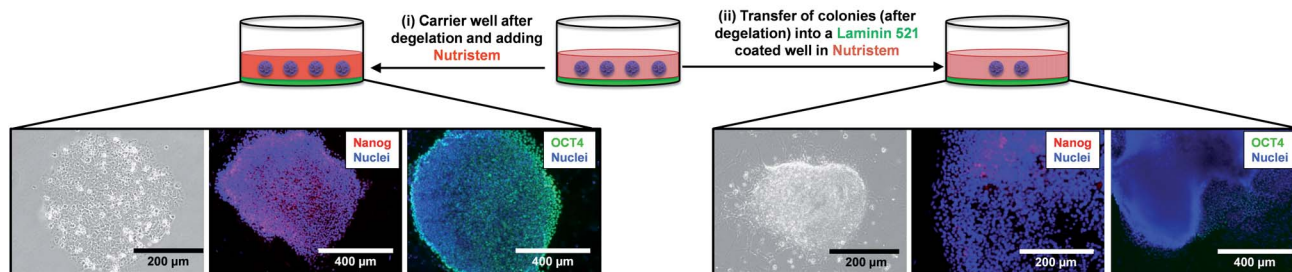 (i) Carrier well after
degelation and adding
Nutristem
(ii) Transfer of colonies (after
degelation) into a Laminin 521
coated well in Nutristem
Nanog
Nuclei
OCT4
Nuclei
200 µm
400 µm
400 µm
Nanog
Nuclei
OCT4
Nuclei
200 µm
200 µm
400 µm